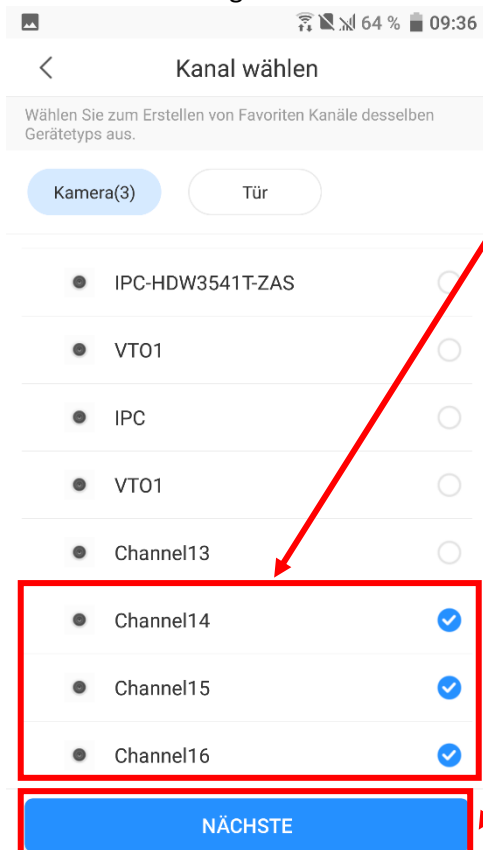 64 % 09:36
Kanal wählen
Wählen Sie zum Erstellen von Favoriten Kanäle desselben
Gerätetyps aus.
Kamera(3) Tür
IPC-HDW3541T-ZAS
VTO1
IPC
VTO1
Channel13
Channel14
Channel15
Channel16
NÄCHSTE